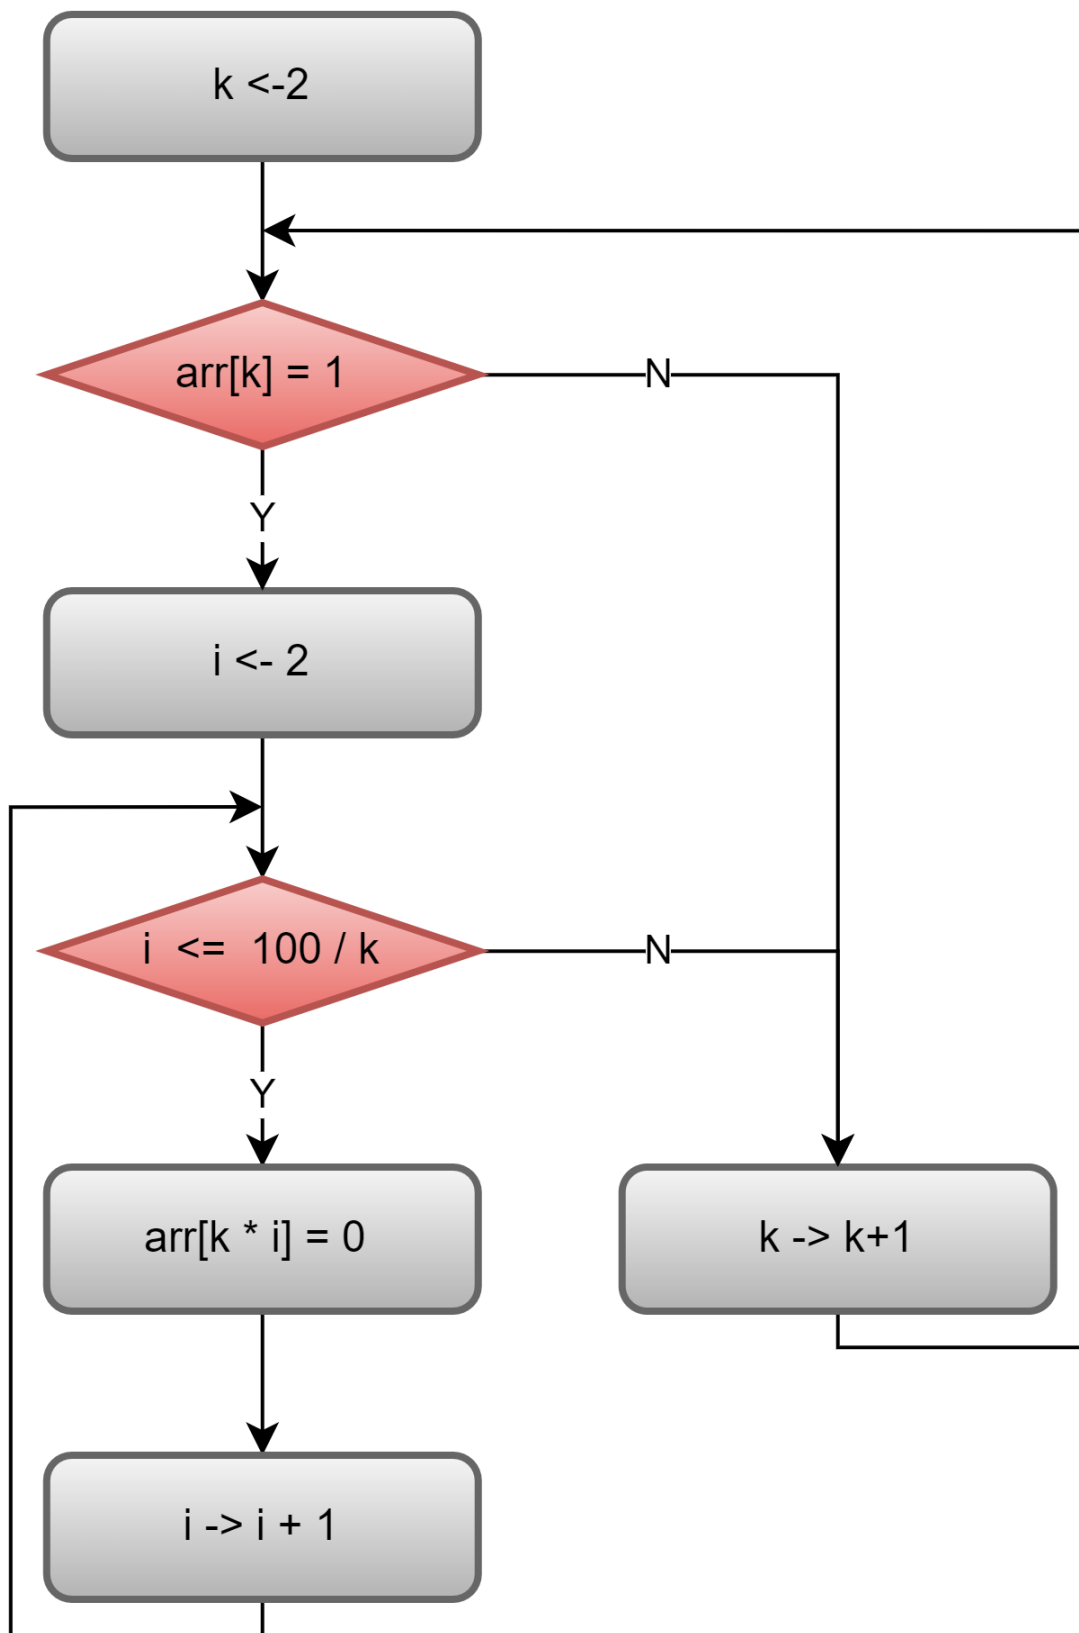 k <-2
arr[k] = 1
N
Y
i <- 2
i <= 100 / k
N
Y
arr[k * i] = 0
k -> k+1
i -> i + 1